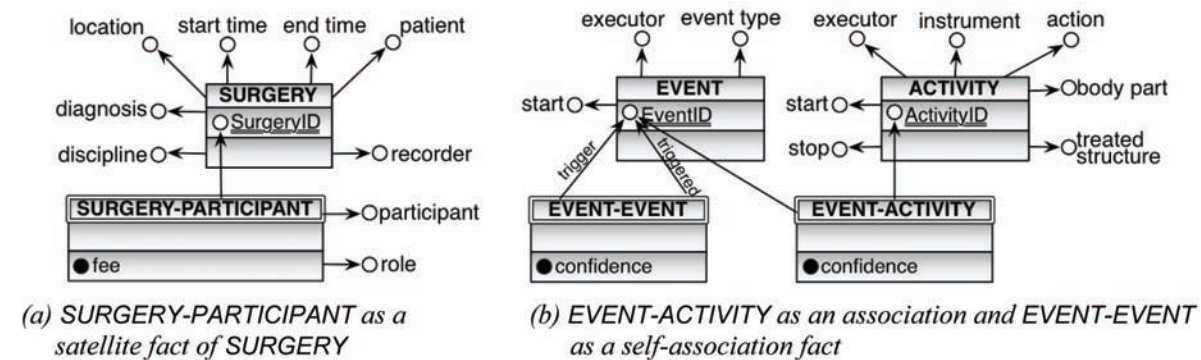 location
start time
end time
patient
SURGERY
diagnosis
SurgeryID
discipline
recorder
SURGERY-PARTICIPANT
participant
fee
role
(a) SURGERY-PARTICIPANT as a
satellite fact of SURGERY
executor
event type
EVENT
start
EventID
trigger
triggered
EVENT-EVENT
confidence
executor
instrument
action
ACTIVITY
body part
start
ActivityID
stop
treated
structure
EVENT-ACTIVITY
confidence
(b) EVENT-ACTIVITY as an association and EVENT-EVENT
as a self-association fact